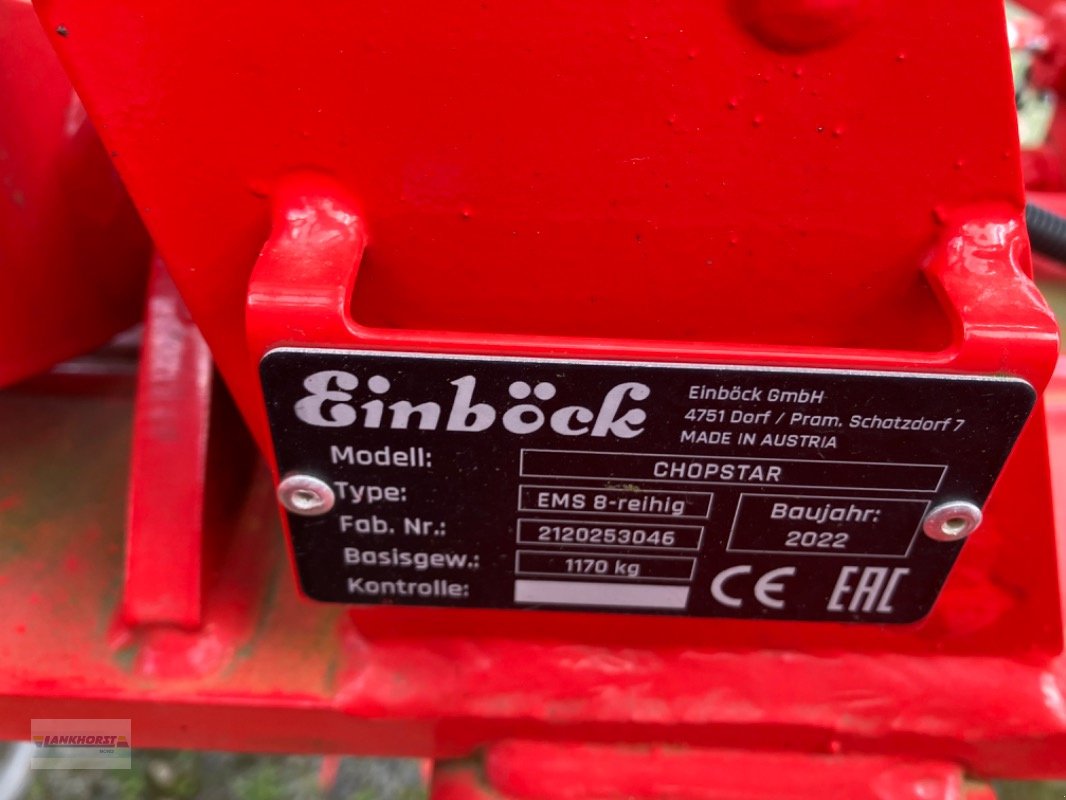 Einböck
Einböck GmbH
4751 Dorf / Pram, Schatzdorf 7
MADE IN AUSTRIA
Modell: CHOPSTAR
Type: EMS 8-reihig
Baujahr:
2022
Fab. Nr.: 2120253046
Basisgew.: 1170 kg
Kontrolle:
CE EAC
LANKHORST